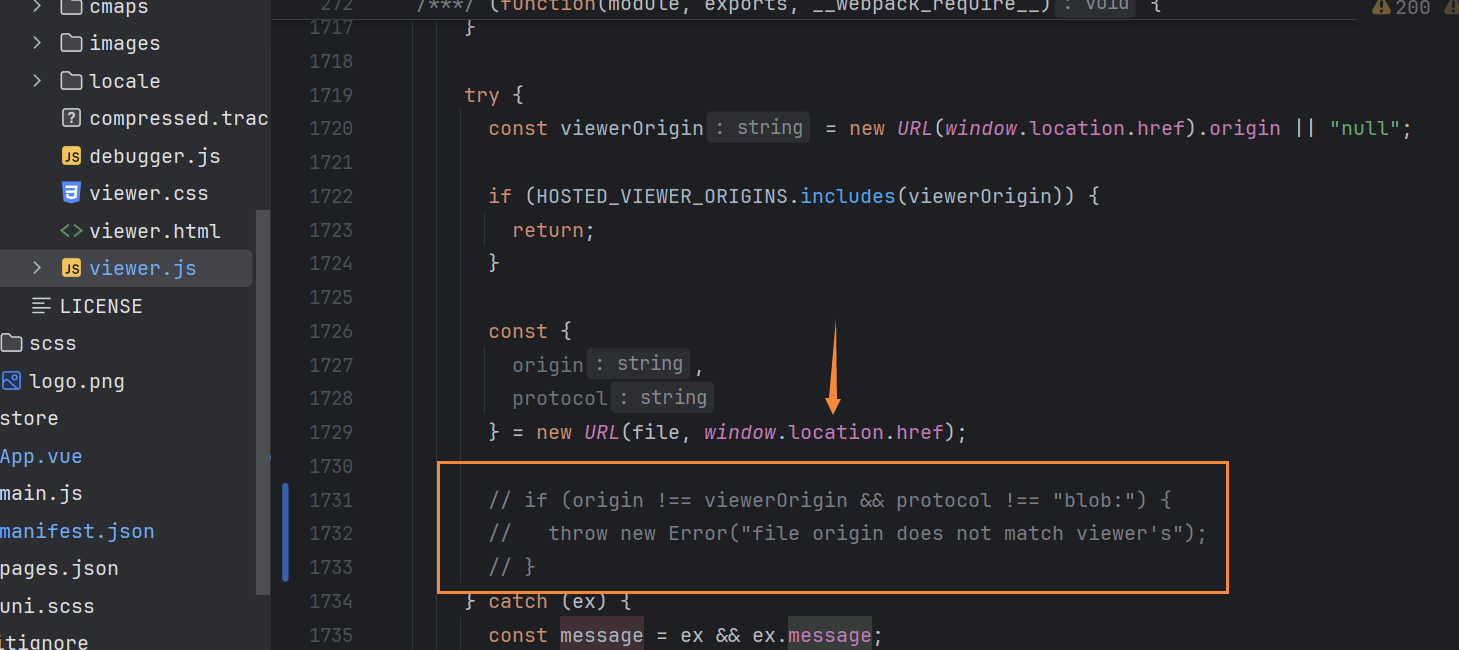 cmaps
images
locale
compressed.trac
debugger.js
viewer.css
viewer.html
viewer.js
LICENSE
scss
logo.png
store
App.vue
main.js
manifest.json
pages.json
uni.scss
itignore
272 /***/ (function(module, exports, __webpack_require__) : void {
200
1717 }
1718
1719 try {
1720 const viewerOrigin : string = new URL(window.location.href).origin || "null";
1721
1722 if (HOSTED_VIEWER_ORIGINS.includes(viewerOrigin)) {
1723 return;
1724 }
1725
1726 const {
1727 origin : string ,
1728 protocol : string
1729 } = new URL(file, window.location.href);
1730
1731 // if (origin !== viewerOrigin && protocol !== "blob:") {
1732 // throw new Error("file origin does not match viewer's");
1733 // }
1734 } catch (ex) {
1735 const message = ex && ex.message;